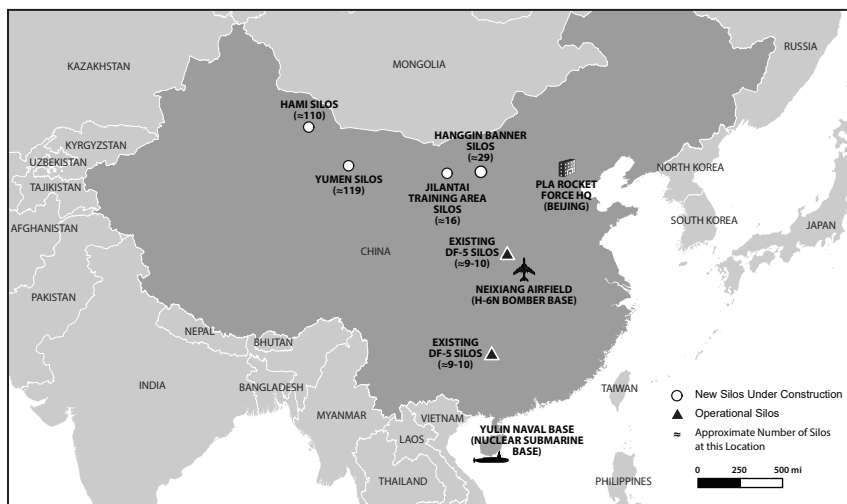 RUSSIA
KAZAKHSTAN
MONGOLIA
HAMI SILOS
(≈110)
HANGGIN BANNER
SILOS
(≈29)
KYRGYZSTAN
UZBEKISTAN
TAJIKISTAN
YUMEN SILOS
(≈119)
JILANTAI
TRAINING AREA
SILOS
(≈16)
PLA ROCKET
FORCE HQ
(BEIJING)
NORTH KOREA
SOUTH KOREA
JAPAN
AFGHANISTAN
CHINA
EXISTING
DF-5 SILOS
(≈9-10)
NEIXIANG AIRFIELD
(H-6N BOMBER BASE)
PAKISTAN
NEPAL
BHUTAN
EXISTING
DF-5 SILOS
(≈9-10)
INDIA
BANGLADESH
MYANMAR
VIETNAM
LAOS
THAILAND
YULIN NAVAL BASE
(NUCLEAR SUBMARINE
BASE)
TAIWAN
PHILIPPINES
New Silos Under Construction
Operational Silos
≈ Approximate Number of Silos
at this Location
0 250 500 mi